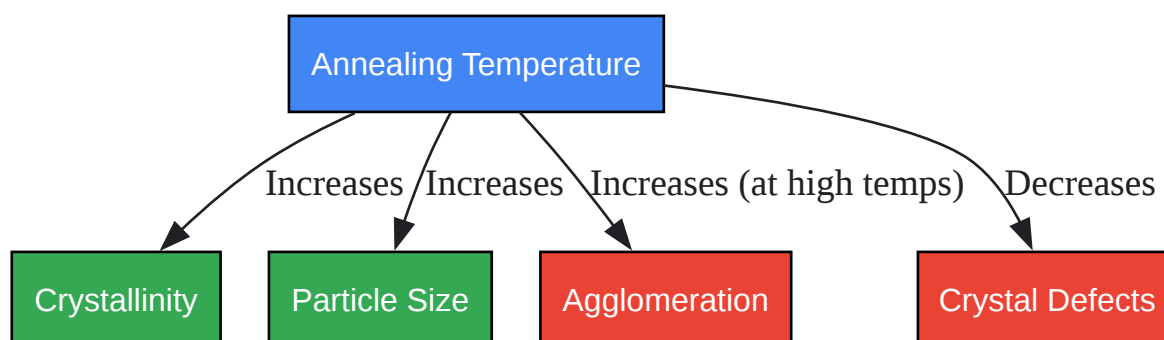 Annealing Temperature
Increases
Increases
Increases (at high temps)
Decreases
Crystallinity
Particle Size
Agglomeration
Crystal Defects